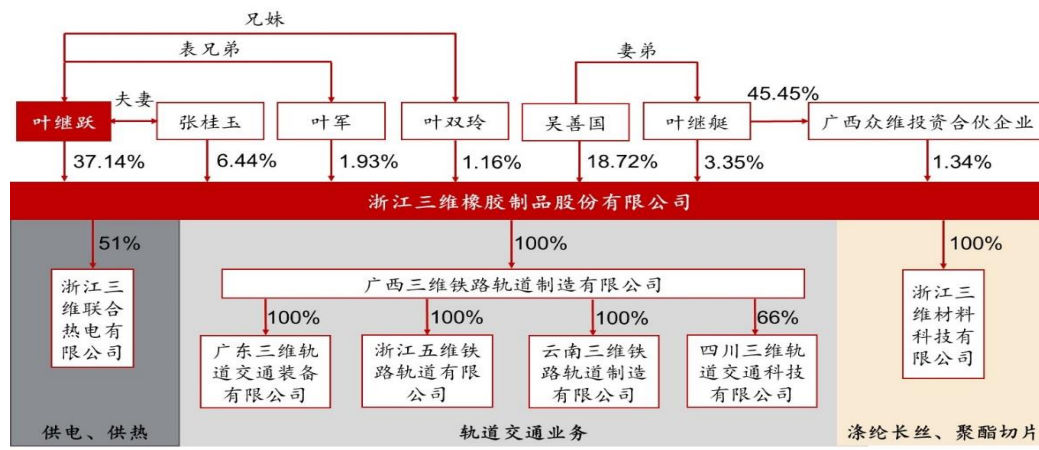 兄妹
表兄弟
妻弟
夫妻
45.45%
叶继跃
张桂玉
叶军
叶双玲
吴善国
叶继艇
广西众维投资合伙企业
37.14%
6.44%
1.93%
1.16%
18.72%
3.35%
1.34%
浙江三维橡胶制品股份有限公司
51%
100%
100%
浙江三
维联合
热电有
限公司
广西三维铁路轨道制造有限公司
浙江三
维材料
科技有
限公司
100%
100%
100%
66%
广东三维轨
道交通装备
有限公司
浙江五维铁
路轨道有限
公司
云南三维铁
路轨道制造
有限公司
四川三维轨
道交通科技
有限公司
供电、供热
轨道交通业务
涤纶长丝、聚酯切片